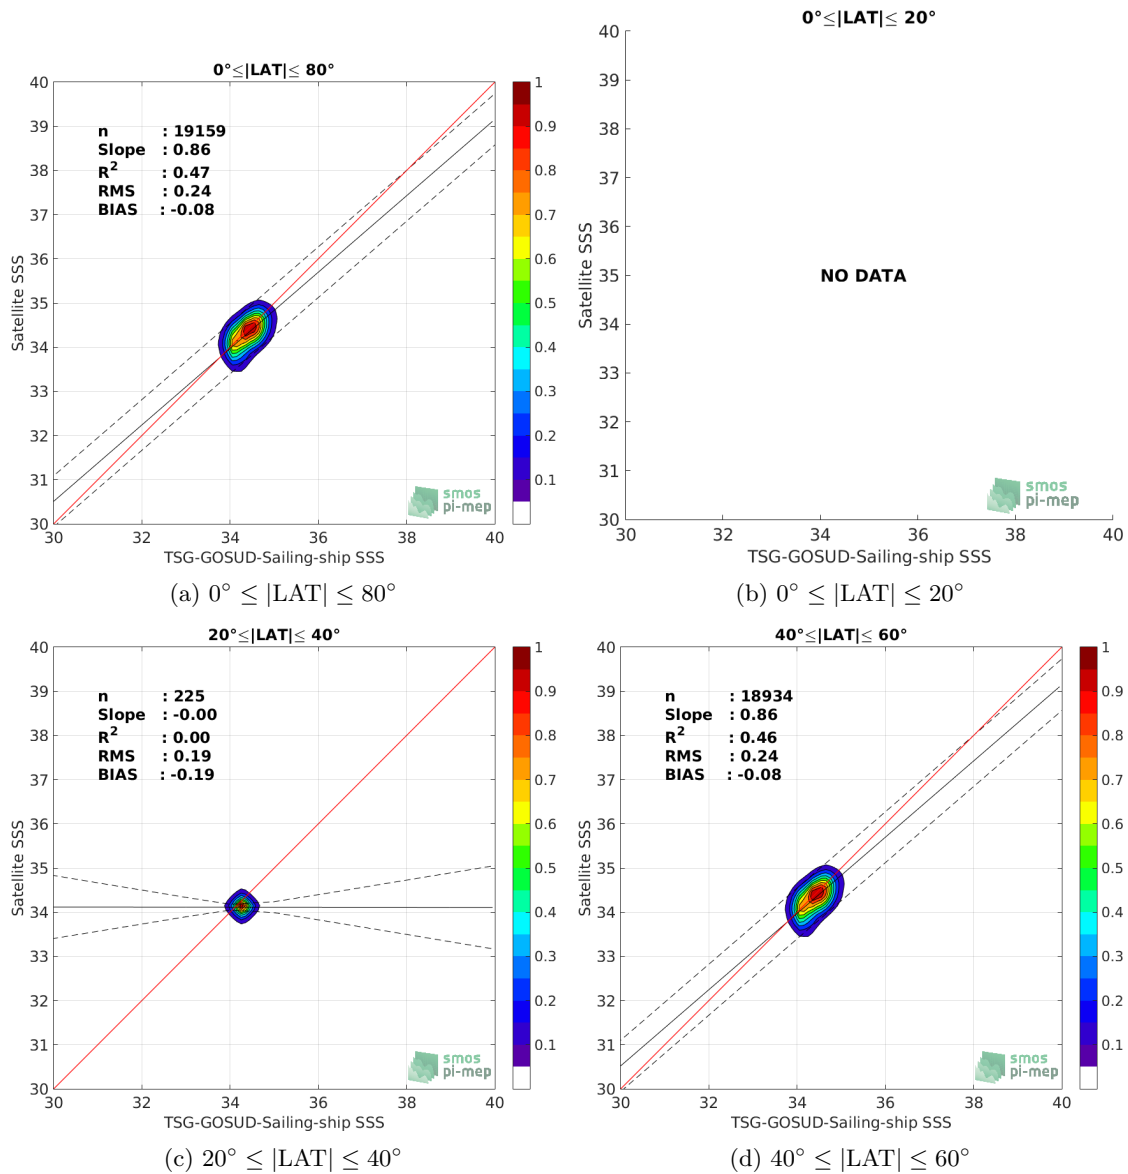 0°≤|LAT|≤ 80°
40
39
38
37
36
35
34
33
32
31
30
Satellite SSS
n : 19159
Slope : 0.86
R² : 0.47
RMS : 0.24
BIAS : -0.08
smos
pi-mep
30 32 34 36 38 40
TSG-GOSUD-Sailing-ship SSS
1
0.9
0.8
0.7
0.6
0.5
0.4
0.3
0.2
0.1
(a) 0° ≤ |LAT| ≤ 80°
0°≤|LAT|≤ 20°
40
39
38
37
36
35
34
33
32
31
30
Satellite SSS
NO DATA
smos
pi-mep
30 32 34 36 38 40
TSG-GOSUD-Sailing-ship SSS
(b) 0° ≤ |LAT| ≤ 20°
20°≤|LAT|≤ 40°
40
39
38
37
36
35
34
33
32
31
30
Satellite SSS
n : 225
Slope : -0.00
R² : 0.00
RMS : 0.19
BIAS : -0.19
smos
pi-mep
30 32 34 36 38 40
TSG-GOSUD-Sailing-ship SSS
1
0.9
0.8
0.7
0.6
0.5
0.4
0.3
0.2
0.1
(c) 20° ≤ |LAT| ≤ 40°
40°≤|LAT|≤ 60°
40
39
38
37
36
35
34
33
32
31
30
Satellite SSS
n : 18934
Slope : 0.86
R² : 0.46
RMS : 0.24
BIAS : -0.08
smos
pi-mep
30 32 34 36 38 40
TSG-GOSUD-Sailing-ship SSS
1
0.9
0.8
0.7
0.6
0.5
0.4
0.3
0.2
0.1
(d) 40° ≤ |LAT| ≤ 60°